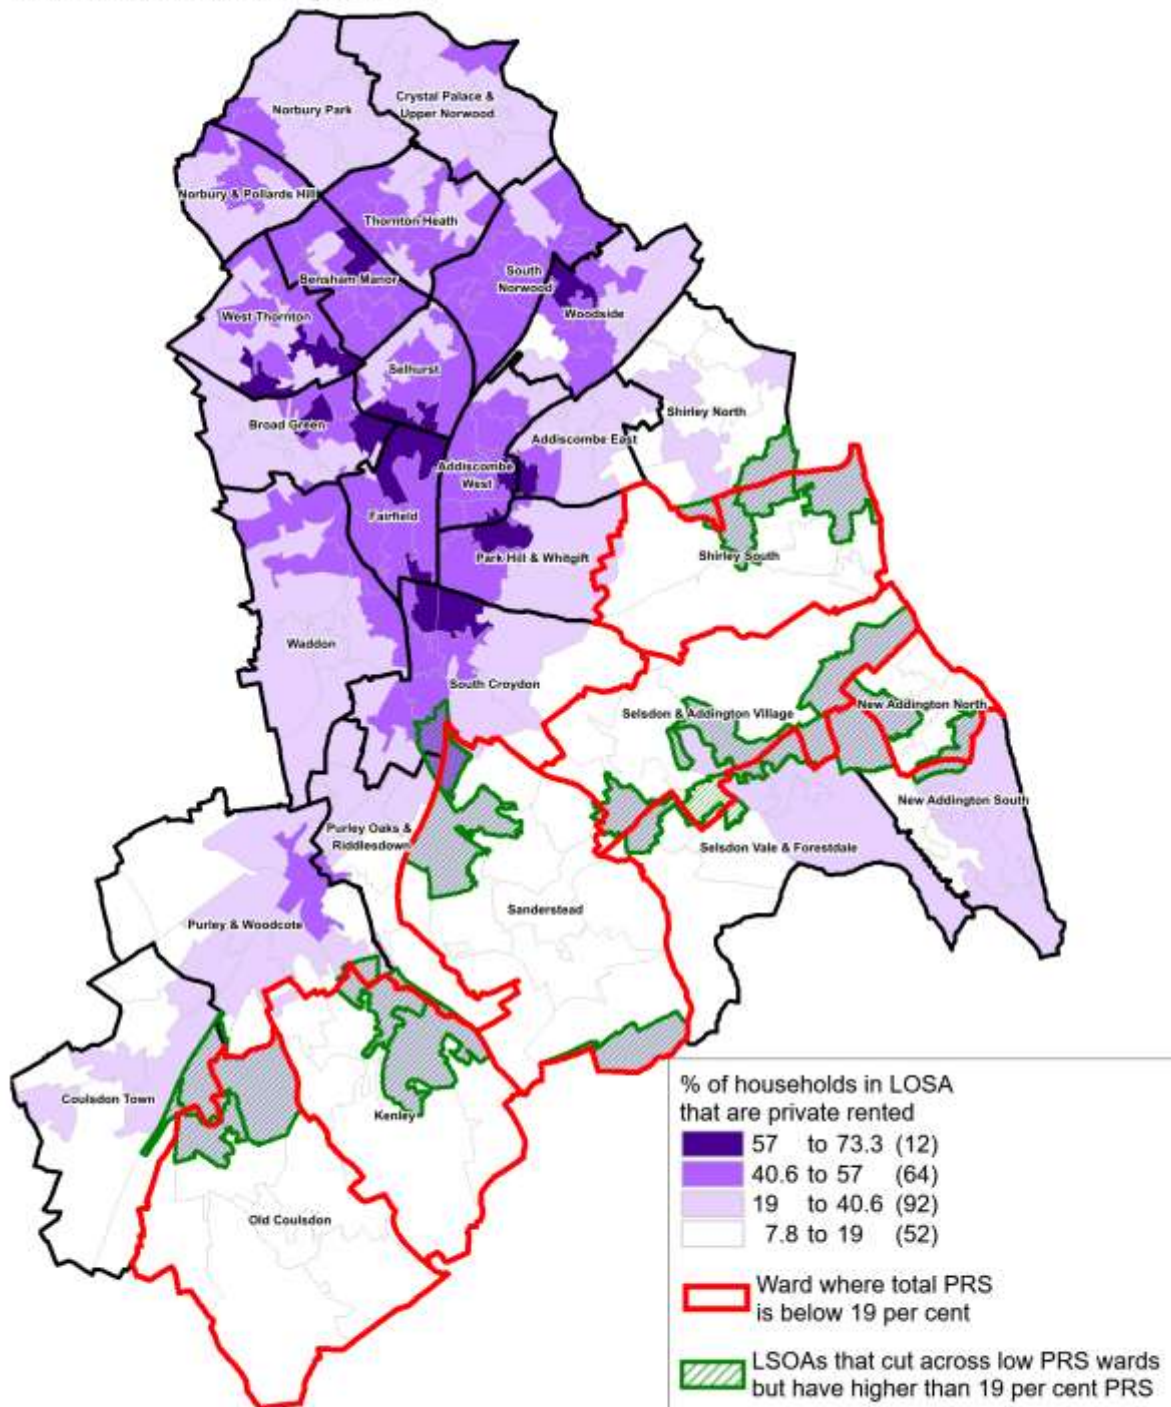 Norbury Park
Crystal Palace &
Upper Norwood
Norbury & Pollards Hill
Thornton Heath
Bensham Manor
South
Norwood
West Thornton
Woodside
Selhurst
Broad Green
Shirley North
Addiscombe East
Addiscombe
West
Fairfield
Park Hill & Whitgift
Shirley South
Waddon
South Croydon
Selsdon & Addington Village
New Addington North
New Addington South
Purley Oaks &
Riddlesdown
Selsdon Vale & Forestdale
Sanderstead
Purley & Woodcote
Coulsdon Town
Kenley
Old Coulsdon
% of households in LOSA
that are private rented
57 to 73.3 (12)
40.6 to 57 (64)
19 to 40.6 (92)
7.8 to 19 (52)
Ward where total PRS
is below 19 per cent
LSOAs that cut across low PRS wards
but have higher than 19 per cent PRS